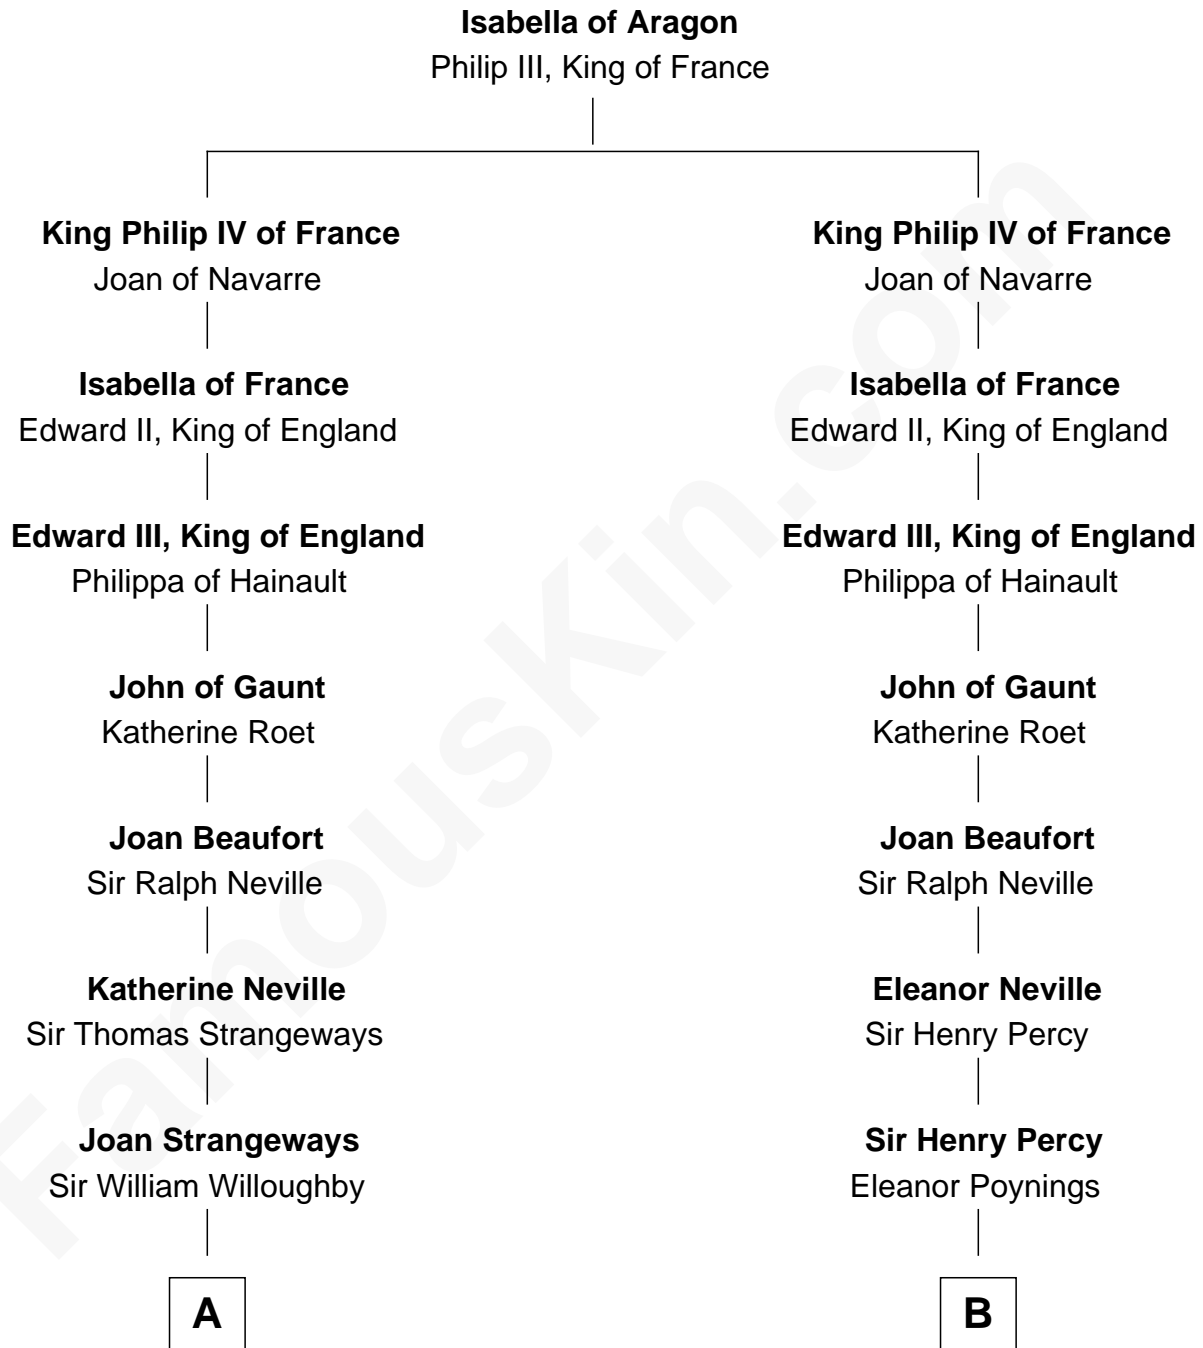 Isabella of Aragon
Philip III, King of France
King Philip IV of France
Joan of Navarre
King Philip IV of France
Joan of Navarre
Isabella of France
Edward II, King of England
Isabella of France
Edward II, King of England
Edward III, King of England
Philippa of Hainault
Edward III, King of England
Philippa of Hainault
John of Gaunt
Katherine Roet
John of Gaunt
Katherine Roet
Joan Beaufort
Sir Ralph Neville
Joan Beaufort
Sir Ralph Neville
Katherine Neville
Sir Thomas Strangeways
Eleanor Neville
Sir Henry Percy
Joan Strangeways
Sir William Willoughby
Sir Henry Percy
Eleanor Poynings
A
B
FamousKin.com